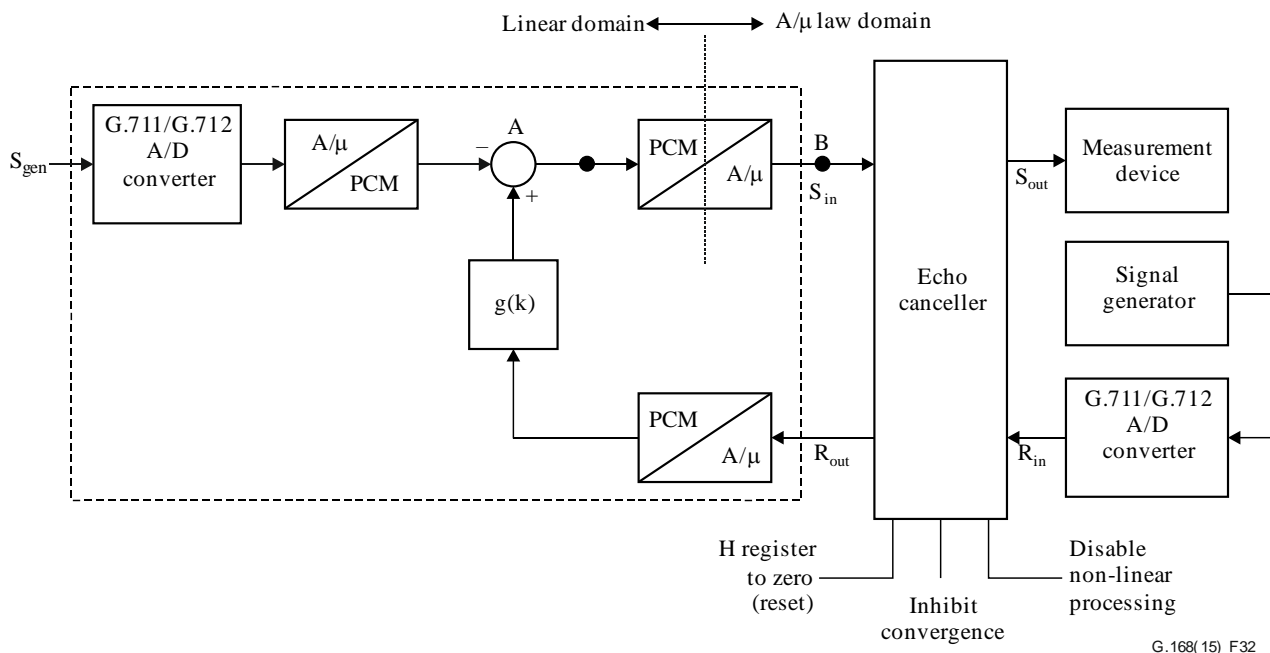 Linear domain
A/μ law domain
G.711/G.712
A/D
converter
S_gen
A/μ
PCM
A
−
+
PCM
A/μ
B
S_in
g(k)
PCM
A/μ
R_out
Echo
canceller
S_out
Measurement
device
Signal
generator
R_in
G.711/G.712
A/D
converter
H register
to zero
(reset)
Inhibit
convergence
Disable
non-linear
processing
G.168(15)_F32